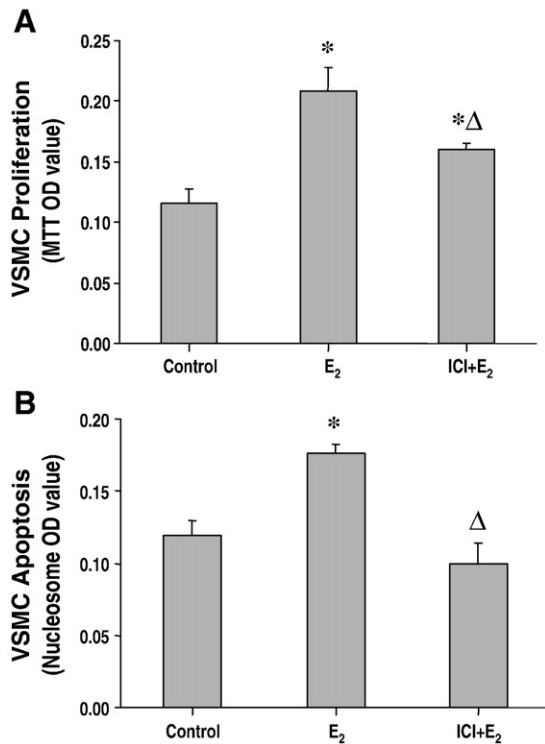 A
VSMC Proliferation
(MTT OD value)
0.25
0.20
0.15
0.10
0.05
0.00
*
*Δ
Control
E₂
ICI+E₂
B
VSMC Apoptosis
(Nucleosome OD value)
0.20
0.15
0.10
0.05
0.00
*
Δ
Control
E₂
ICI+E₂